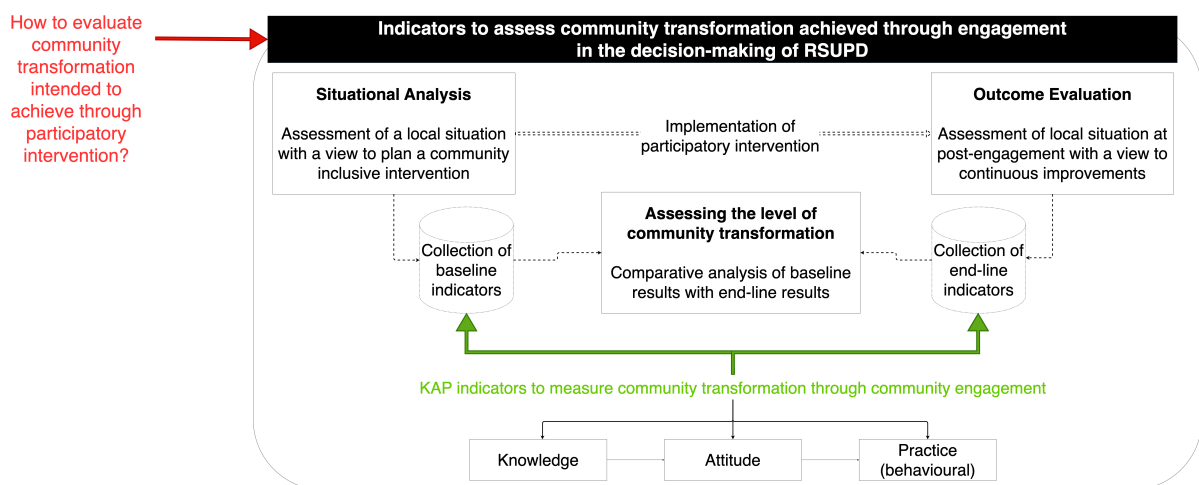 How to evaluate
community
transformation
intended to
achieve through
participatory
intervention?
Indicators to assess community transformation achieved through engagement
in the decision-making of RSUPD
Situational Analysis
Assessment of a local situation
with a view to plan a community
inclusive intervention
Implementation of
participatory intervention
Outcome Evaluation
Assessment of local situation at
post-engagement with a view to
continuous improvements
Collection of
baseline
indicators
Assessing the level of
community transformation
Comparative analysis of baseline
results with end-line results
Collection of
end-line
indicators
KAP indicators to measure community transformation through community engagement
Knowledge
Attitude
Practice
(behavioural)